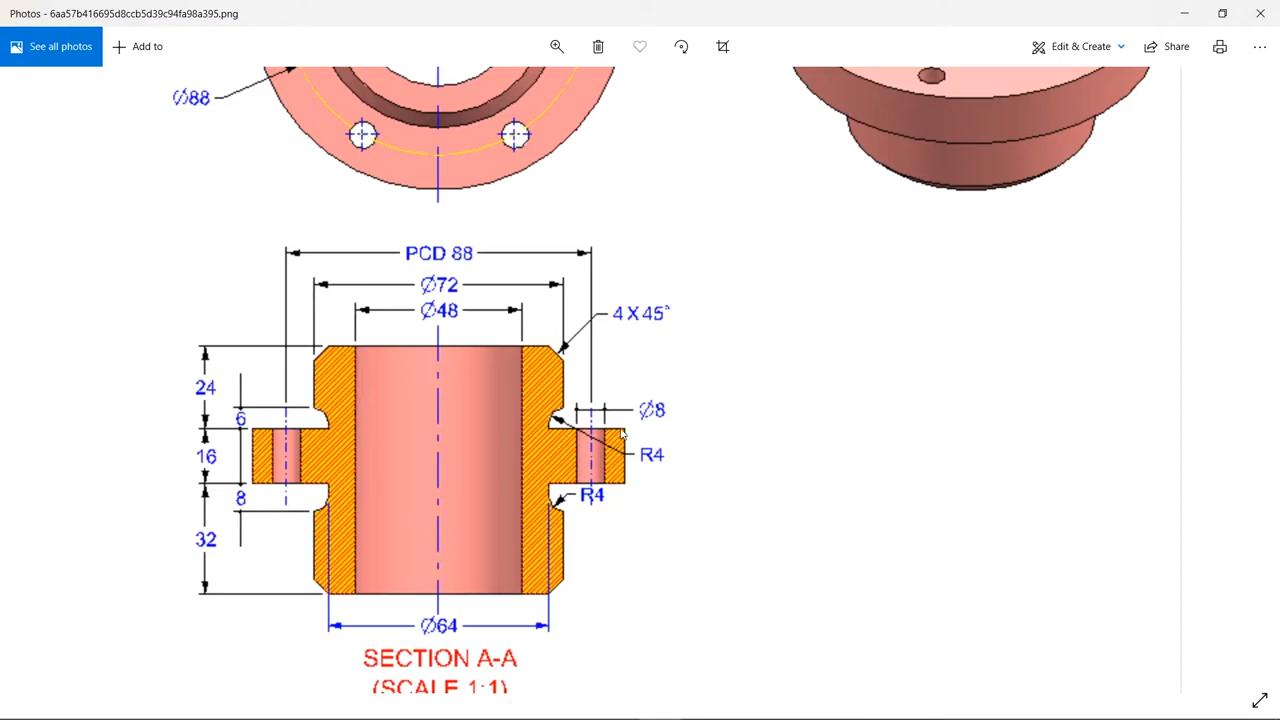 Photos - 6aa57b416695d8ccb5d39c94fa98a395.png
See all photos
Add to
Edit & Create
Share
Ø88
PCD 88
Ø72
Ø48
4 X 45°
24
6
Ø8
16
R4
8
R4
32
Ø64
SECTION A-A
(SCALE 1:1)